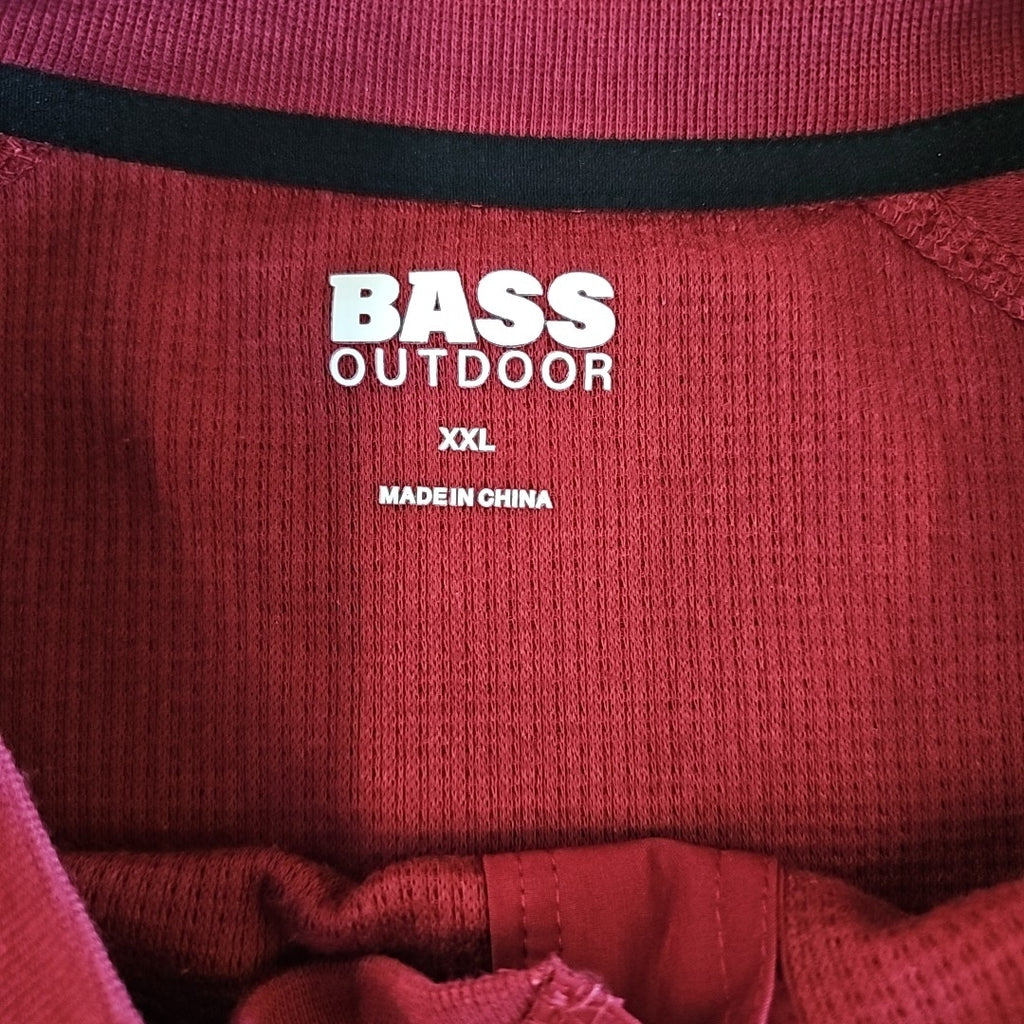 BASS
OUTDOOR
XXL
MADE IN CHINA